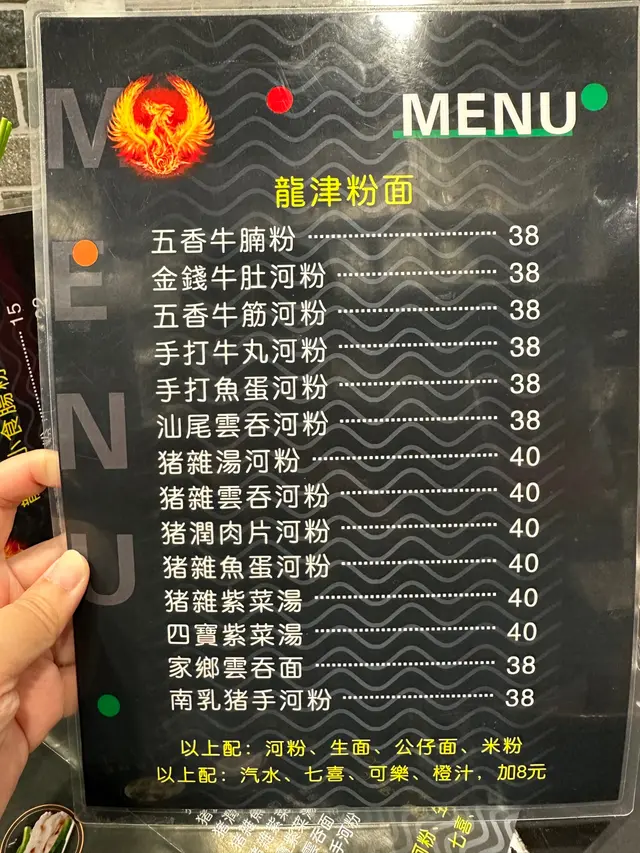 MENU
MENU
龍津粉面
五香牛腩粉 38
金錢牛肚河粉 38
五香牛筋河粉 38
手打牛丸河粉 38
手打魚蛋河粉 38
汕尾雲吞河粉 38
猪雜湯河粉 40
猪雜雲吞河粉 40
猪潤肉片河粉 40
猪雜魚蛋河粉 40
猪雜紫菜湯 40
四寶紫菜湯 40
家鄉雲吞面 38
南乳猪手河粉 38
以上配：河粉、生面、公仔面、米粉
以上配：汽水、七喜、可樂、橙汁，加8元
小食腸粉
15